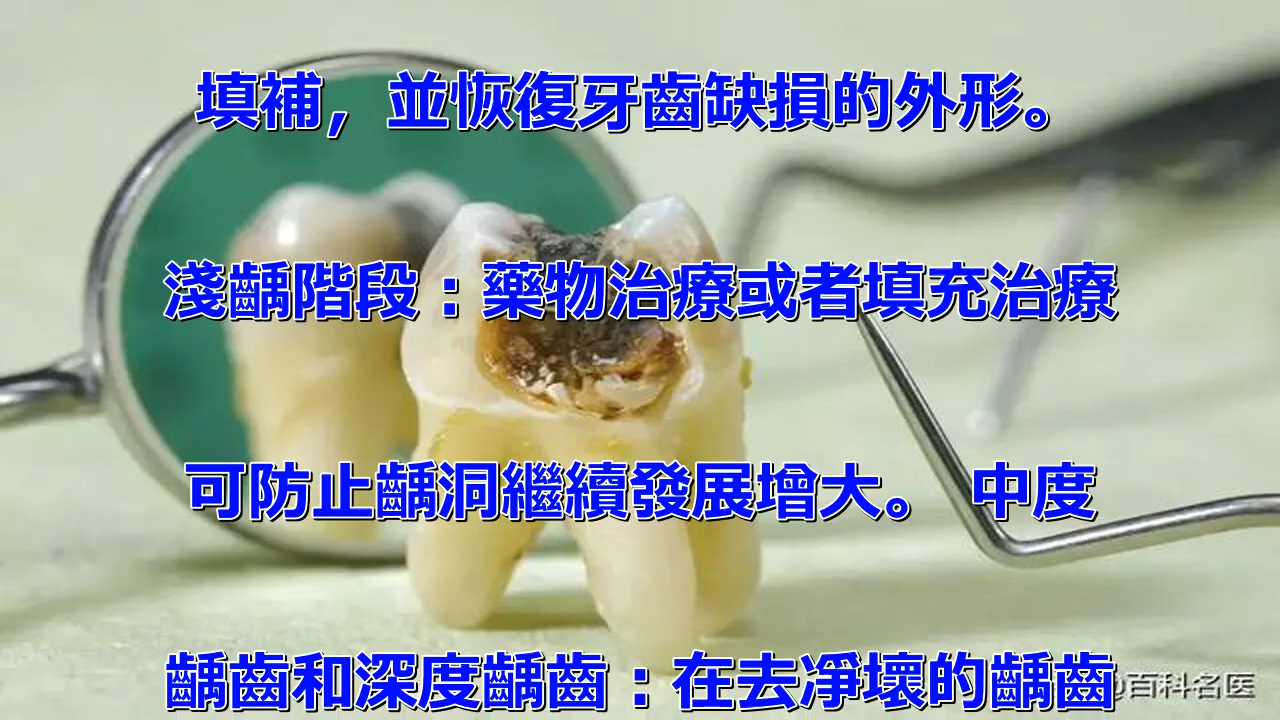 填補，並恢復牙齒缺損的外形。
淺齲階段：藥物治療或者填充治療
可防止齲洞繼續發展增大。 中度
齲齒和深度齲齒：在去凈壞的齲齒
@百科名医